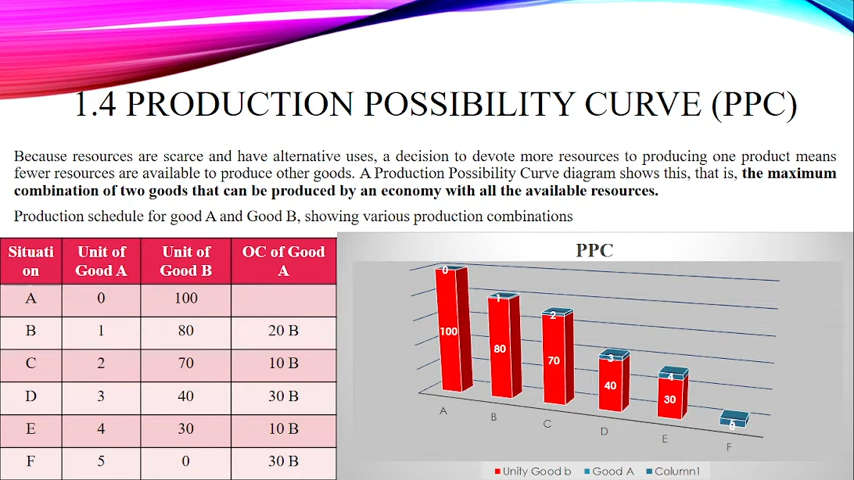 1.4 PRODUCTION POSSIBILITY CURVE (PPC)
Because resources are scarce and have alternative uses, a decision to devote more resources to producing one product means
fewer resources are available to produce other goods. A Production Possibility Curve diagram shows this, that is, the maximum
combination of two goods that can be produced by an economy with all the available resources.
Production schedule for good A and Good B, showing various production combinations
Situati
on
Unit of
Good A
Unit of
Good B
OC of Good
A
A 0 100
B 1 80 20 B
C 2 70 10 B
D 3 40 30 B
E 4 30 10 B
F 5 0 30 B
PPC
0
100
1
80
2
70
3
40
4
30
A
B
C
D
E
F
Unity Good b Good A Column1